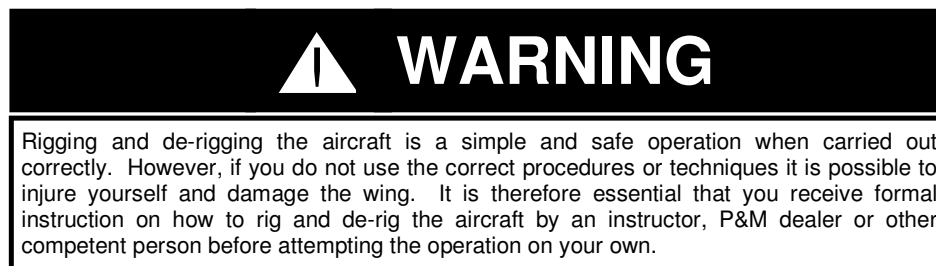 WARNING
Rigging and de-rigging the aircraft is a simple and safe operation when carried out
correctly. However, if you do not use the correct procedures or techniques it is possible to
injure yourself and damage the wing. It is therefore essential that you receive formal
instruction on how to rig and de-rig the aircraft by an instructor, P&M dealer or other
competent person before attempting the operation on your own.